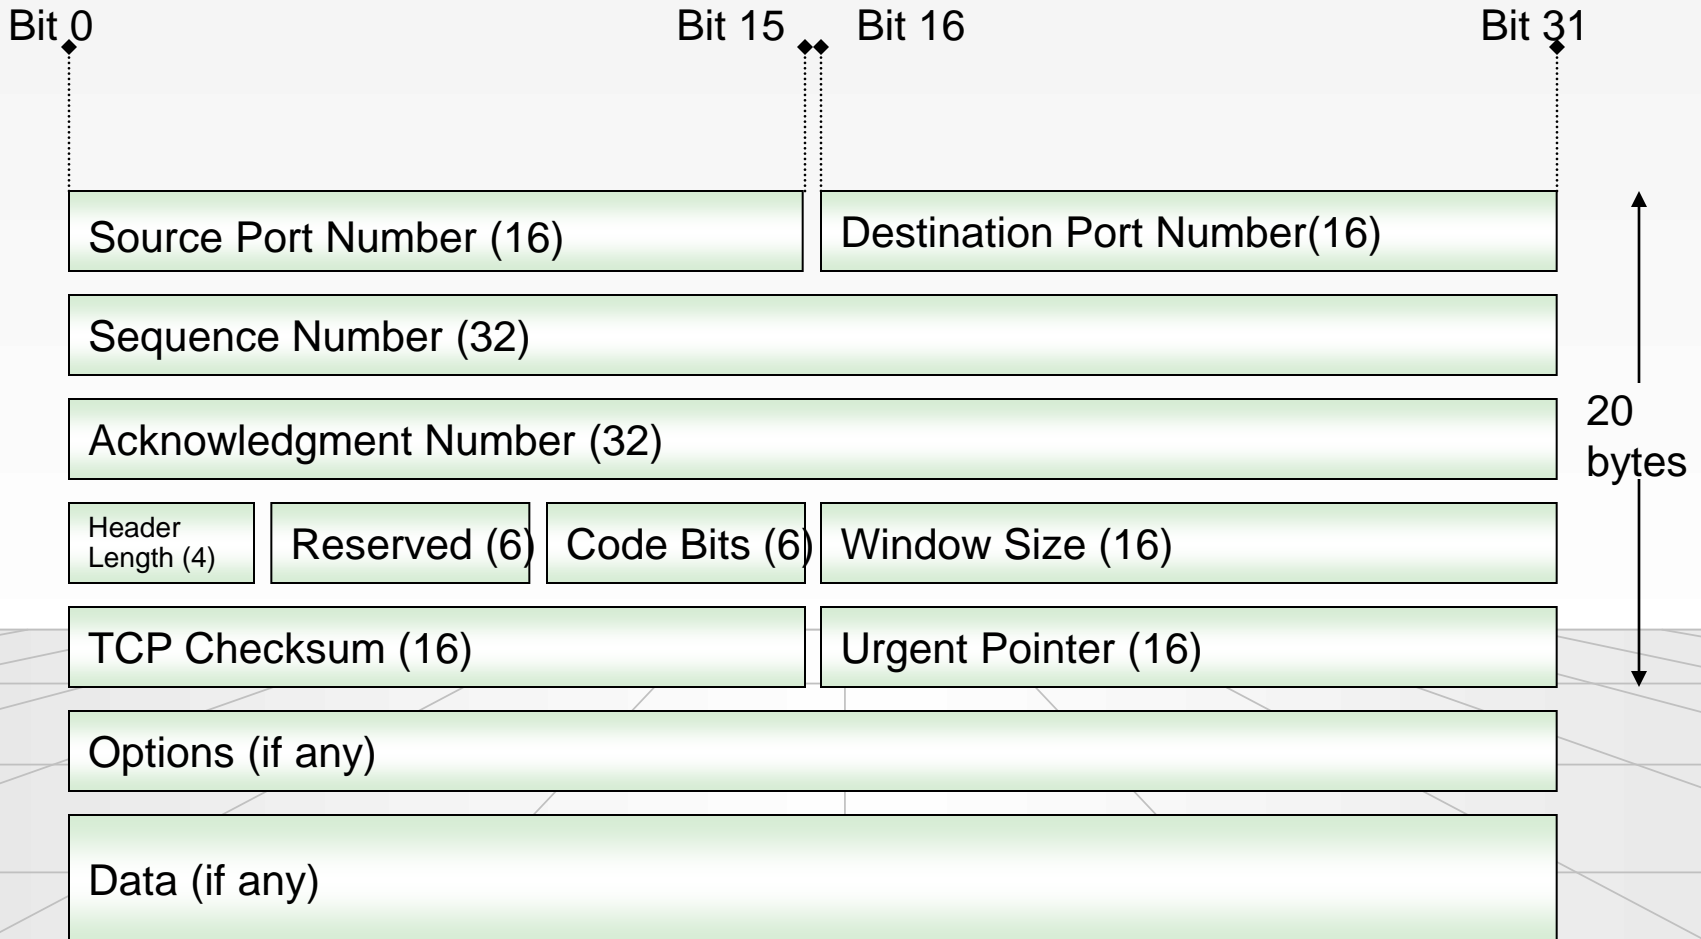 Bit 0
Bit 15
Bit 16
Bit 31
Source Port Number (16)
Destination Port Number(16)
Sequence Number (32)
Acknowledgment Number (32)
20
bytes
Header
Length (4)
Reserved (6)
Code Bits (6)
Window Size (16)
TCP Checksum (16)
Urgent Pointer (16)
Options (if any)
Data (if any)